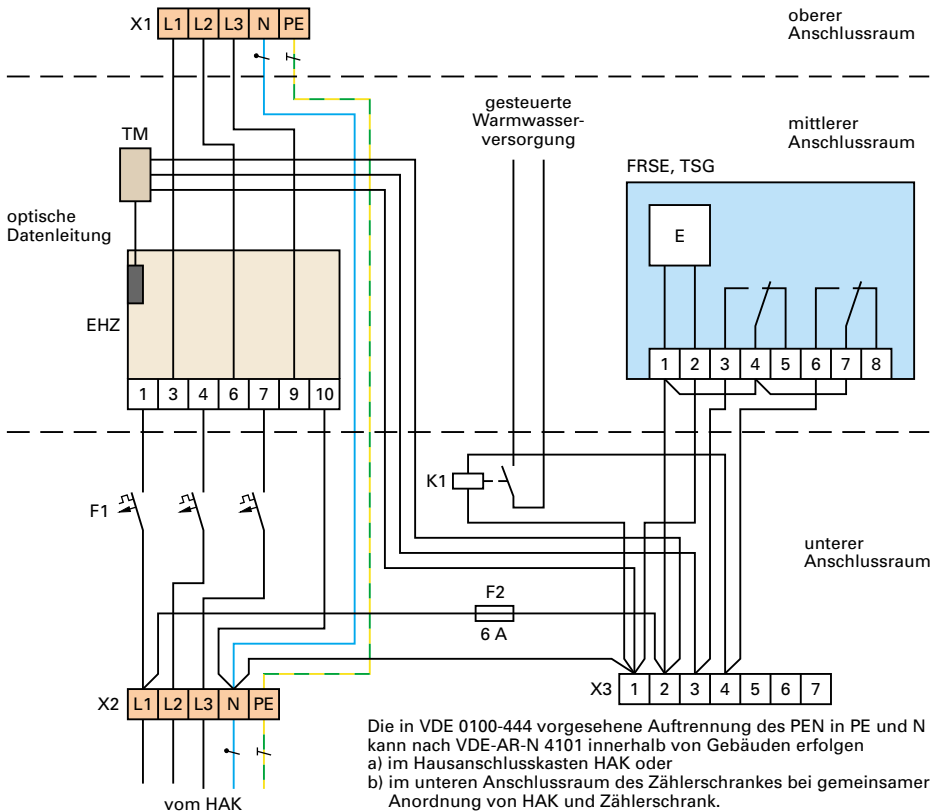 X1 L1 L2 L3 N PE
oberer
Anschlussraum
gesteuerte
Warmwasser-
versorgung
mittlerer
Anschlussraum
TM
FRSE, TSG
optische
Datenleitung
E
EHZ
1 3 4 6 7 9 10
1 2 3 4 5 6 7 8
K1
F1
unterer
Anschlussraum
F2
6 A
X2 L1 L2 L3 N PE
X3 1 2 3 4 5 6 7
vom HAK
Die in VDE 0100-444 vorgesehene Auftrennung des PEN in PE und N
kann nach VDE-AR-N 4101 innerhalb von Gebäuden erfolgen
a) im Hausanschlusskasten HAK oder
b) im unteren Anschlussraum des Zählerschrankes bei gemeinsamer
Anordnung von HAK und Zählerschrank.